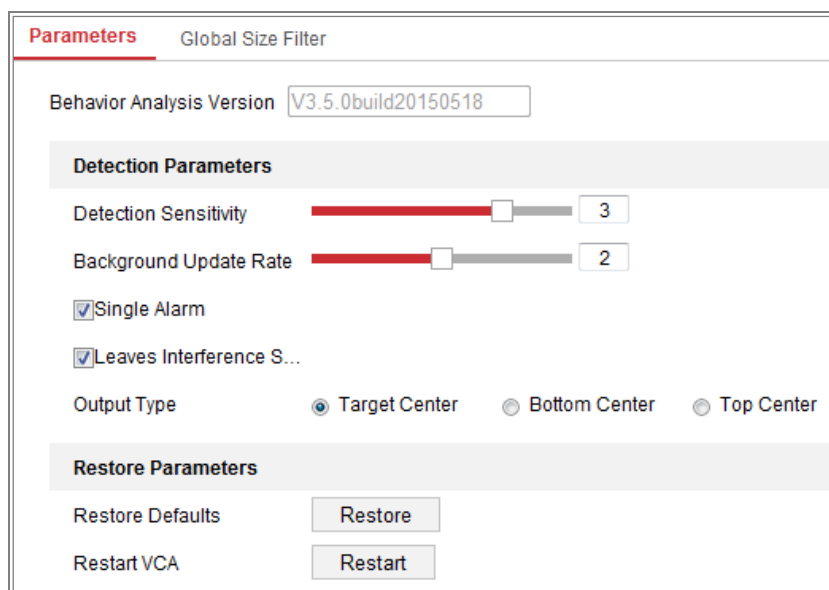 Parameters Global Size Filter
Behavior Analysis Version V3.5.0build20150518
Detection Parameters
Detection Sensitivity 3
Background Update Rate 2
Single Alarm
Leaves Interference S...
Output Type Target Center Bottom Center Top Center
Restore Parameters
Restore Defaults Restore
Restart VCA Restart